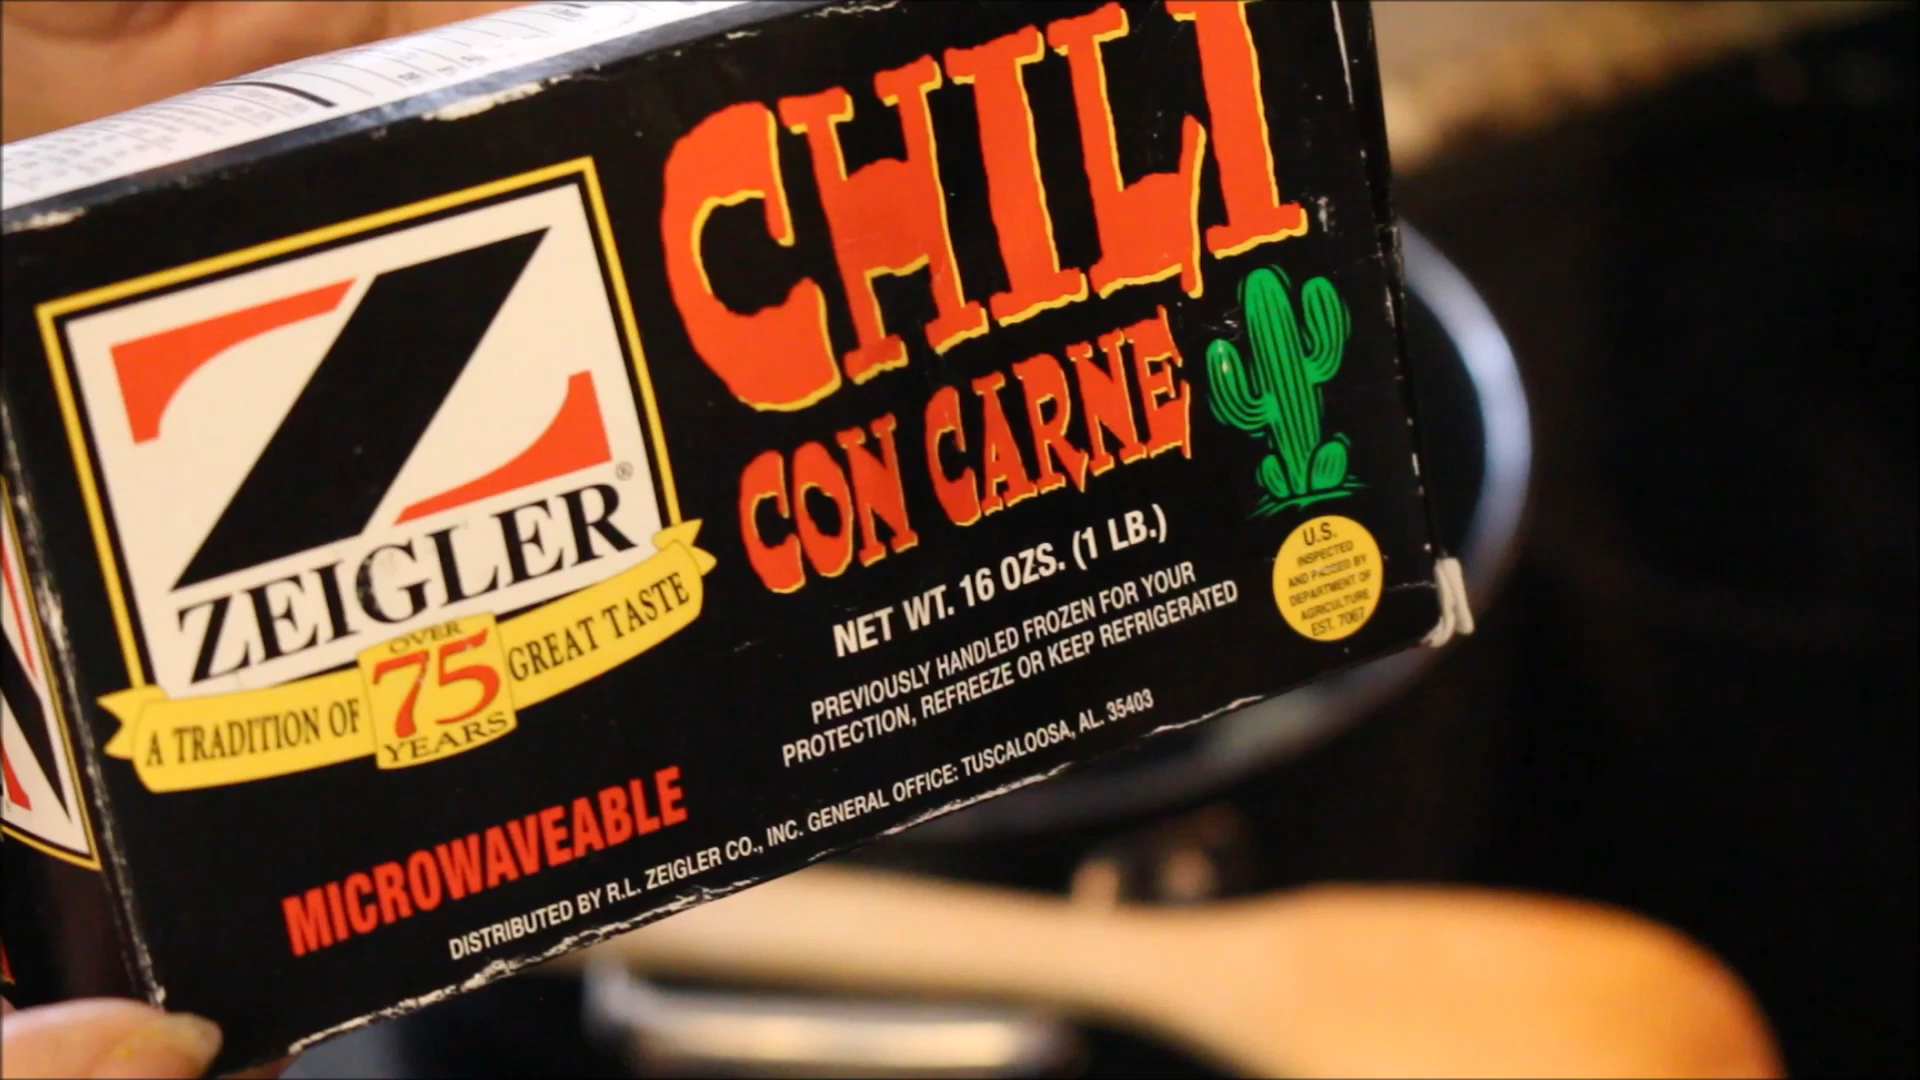 Z
ZEIGLER®
A TRADITION OF OVER 75 YEARS GREAT TASTE
MICROWAVEABLE
CHILI
CON CARNE
NET WT. 16 OZS. (1 LB.)
PREVIOUSLY HANDLED FROZEN FOR YOUR
PROTECTION, REFREEZE OR KEEP REFRIGERATED
DISTRIBUTED BY R.L. ZEIGLER CO., INC. GENERAL OFFICE: TUSCALOOSA, AL. 35403
U.S.
INSPECTED
AND PASSED BY
DEPARTMENT OF
AGRICULTURE
EST. 7067